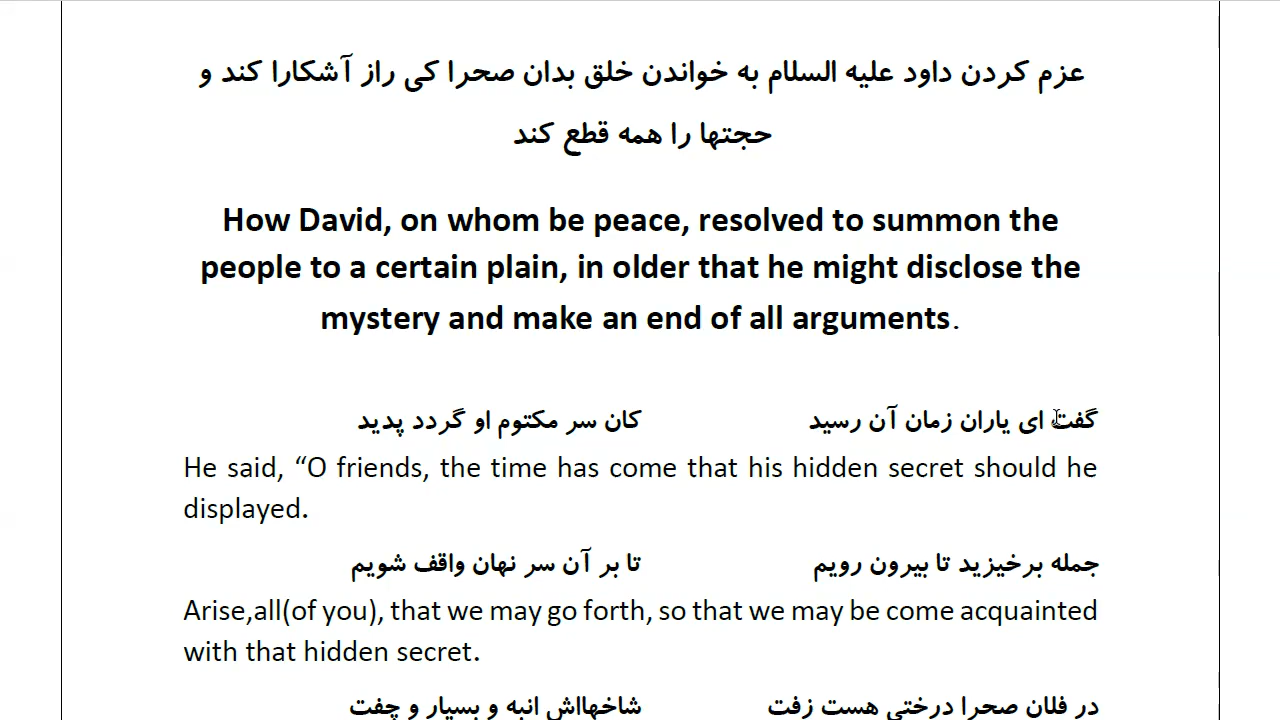 عزم کردن داود علیه السلام به خواندن خلق بدان صحرا کی راز آشکارا کند و
حجتها را همه قطع کند
How David, on whom be peace, resolved to summon the
people to a certain plain, in older that he might disclose the
mystery and make an end of all arguments.
گفت ای یاران زمان آن رسید کان سر مکتوم او گردد پدید
He said, “O friends, the time has come that his hidden secret should he
displayed.
جمله برخیزید تا بیرون رویم تا بر آن سر نهان واقف شویم
Arise,all(of you), that we may go forth, so that we may be come acquainted
with that hidden secret.
در فلان صحرا درختی هست زفت شاخهااش انبه و بسیار و چفت